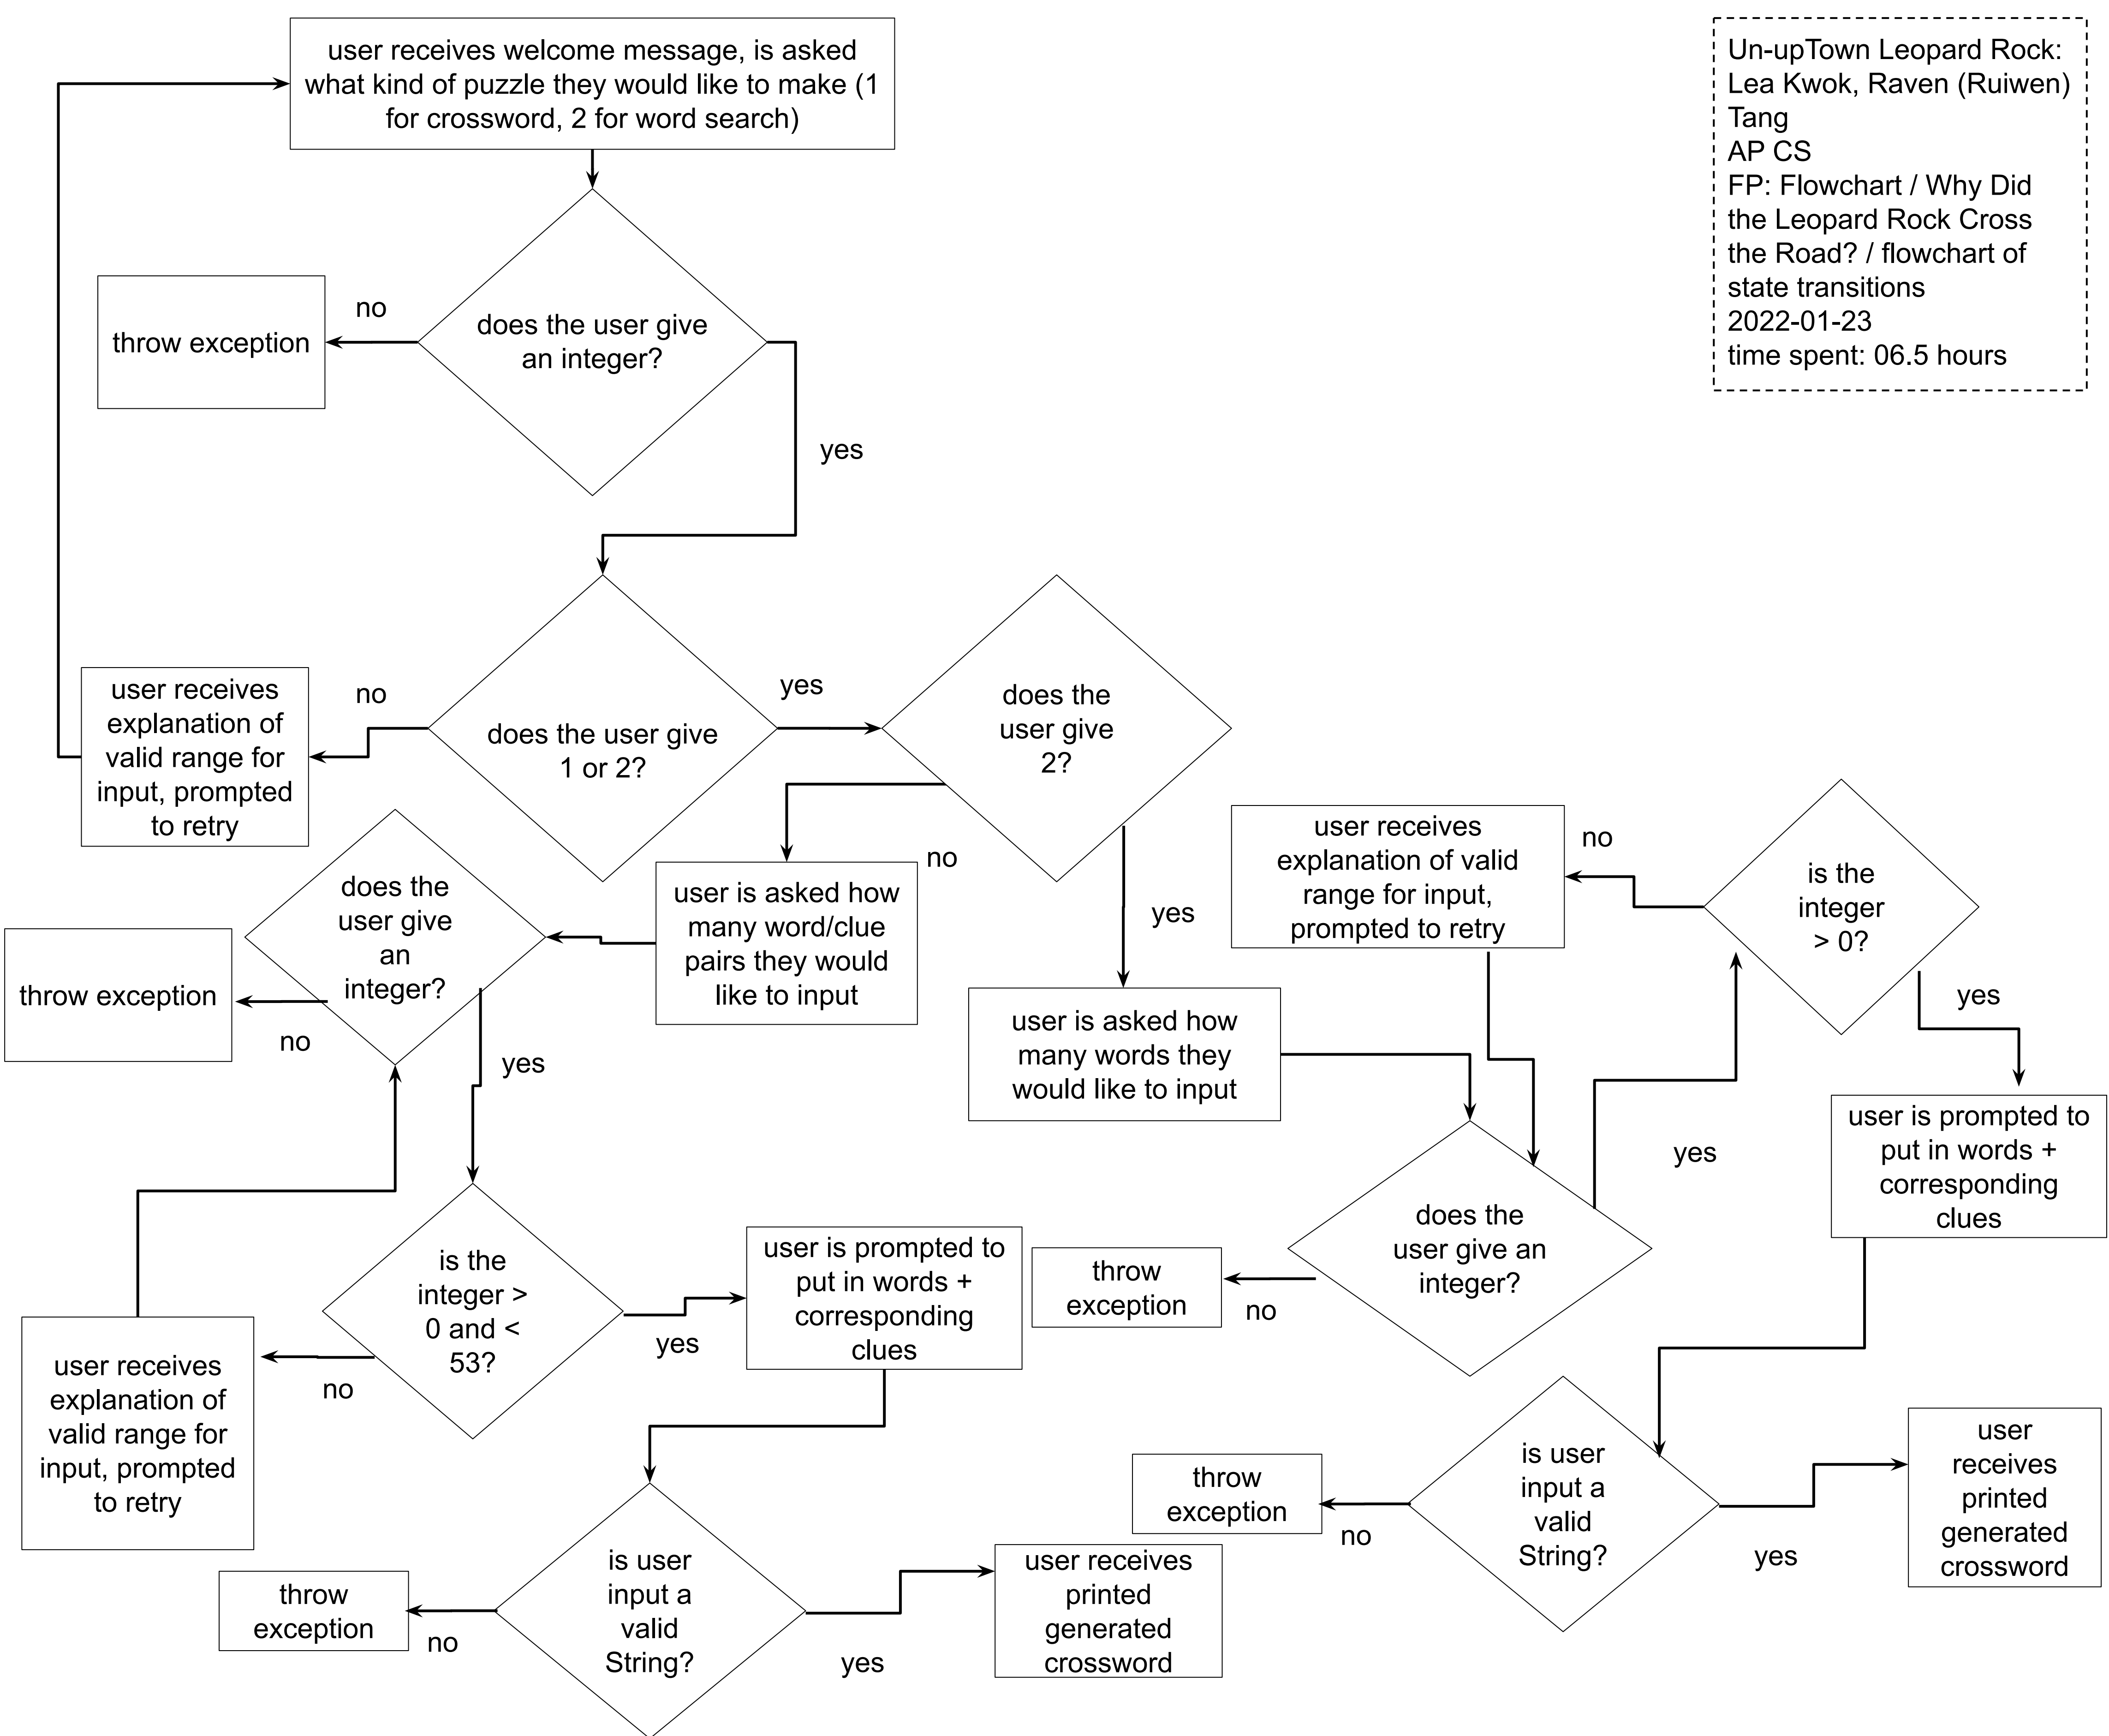 user receives welcome message, is asked
what kind of puzzle they would like to make (1
for crossword, 2 for word search)
Un-upTown Leopard Rock:
Lea Kwok, Raven (Ruiwen)
Tang
AP CS
FP: Flowchart / Why Did
the Leopard Rock Cross
the Road? / flowchart of
state transitions
2022-01-23
time spent: 06.5 hours
no
throw exception
does the user give
an integer?
yes
user receives
explanation of
valid range for
input, prompted
to retry
no
does the user give
1 or 2?
yes
does the
user give
2?
no
yes
user is asked how
many word/clue
pairs they would
like to input
does the
user give
an
integer?
throw exception
no
yes
user receives
explanation of valid
range for input,
prompted to retry
no
is the
integer
> 0?
yes
user is asked how
many words they
would like to input
yes
user is prompted to
put in words +
corresponding
clues
does the
user give an
integer?
throw
exception
no
is the
integer >
0 and <
53?
yes
user is prompted to
put in words +
corresponding
clues
no
user receives
explanation of
valid range for
input, prompted
to retry
is user
input a
valid
String?
throw
exception
no
yes
user
receives
printed
generated
crossword
throw
exception
no
is user
input a
valid
String?
yes
user receives
printed
generated
crossword